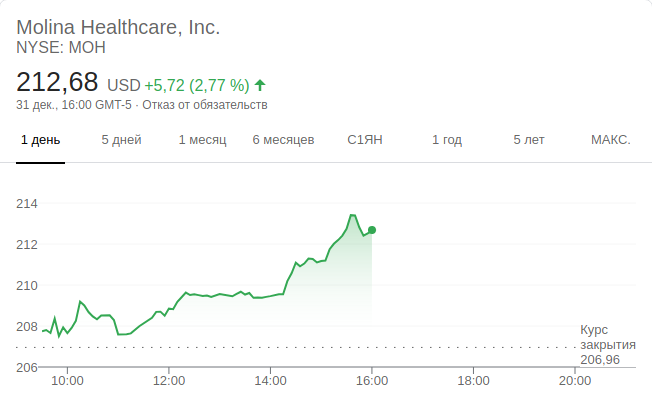 Molina Healthcare, Inc.
NYSE: MOH
212,68 USD +5,72 (2,77 %)
31 дек., 16:00 GMT-5 · Отказ от обязательств
1 день 5 дней 1 месяц 6 месяцев С1ЯН 1 год 5 лет МАКС.
214
212
210
208
206
Курс
закрытия
206,96
10:00 12:00 14:00 16:00 18:00 20:00